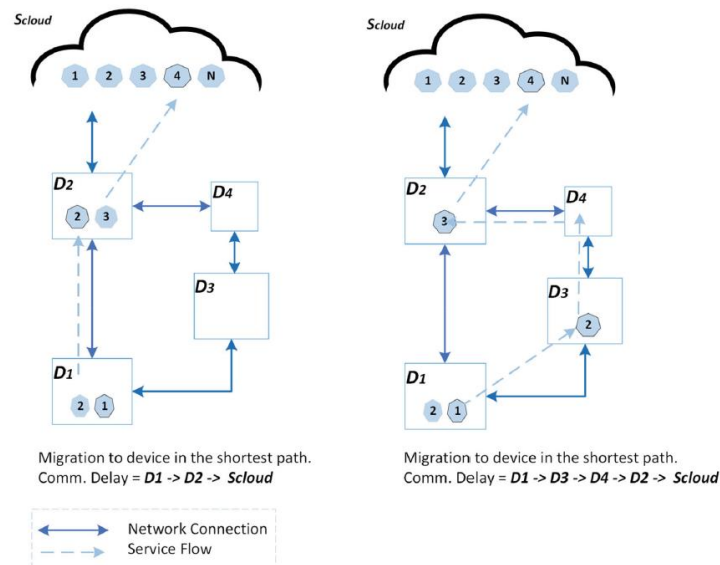 Scloud
1 2 3 4 N
D2
2 3
D4
D3
D1
2 1
Migration to device in the shortest path.
Comm. Delay = D1 -> D2 -> Scloud
Network Connection
Service Flow
Scloud
1 2 3 4 N
D2
3
D4
D3
2
D1
2 1
Migration to device in the shortest path.
Comm. Delay = D1 -> D3 -> D4 -> D2 -> Scloud